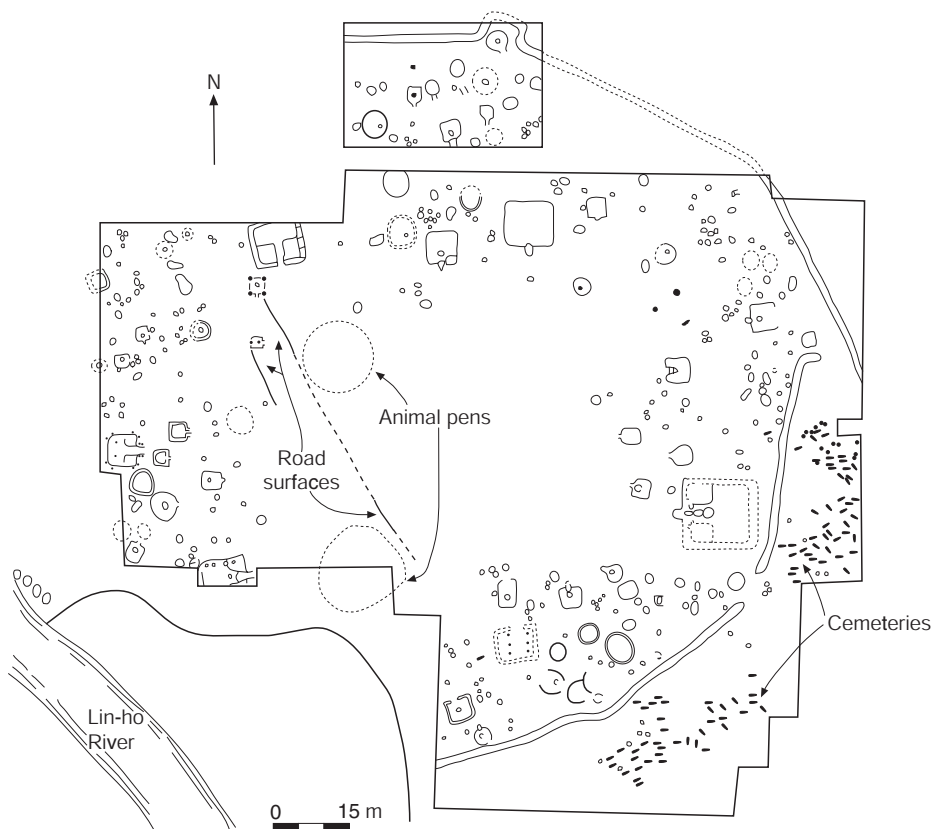 N
Animal pens
Road
surfaces
Cemeteries
Lin-ho
River
0 15 m